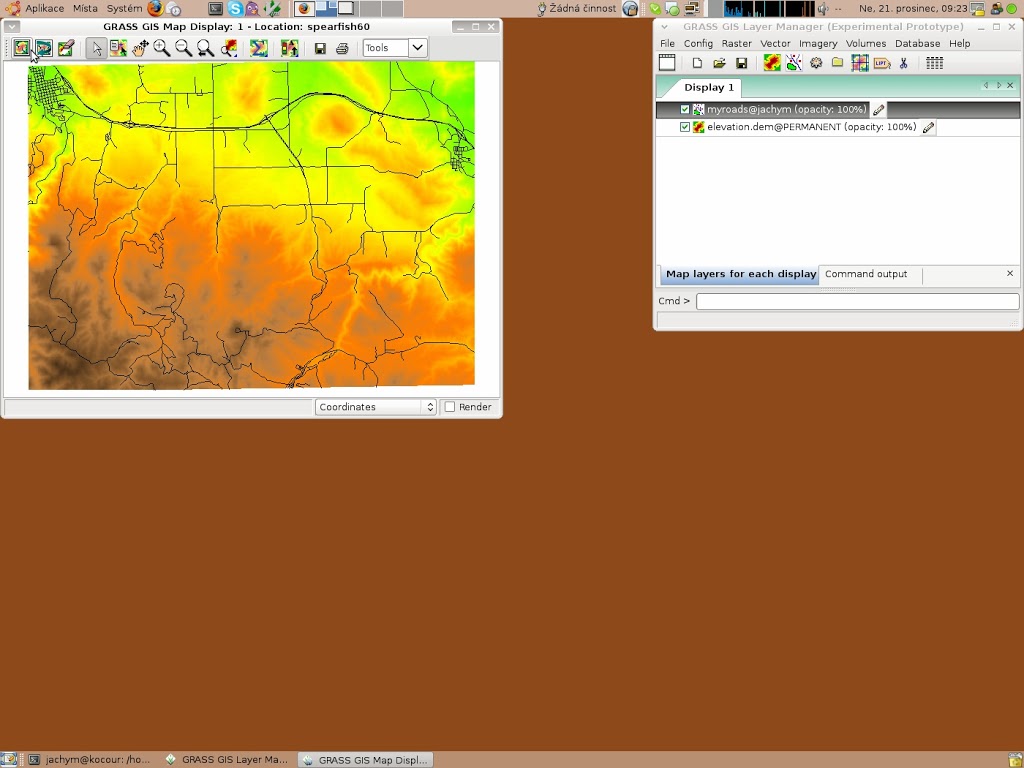 Aplikace Místa Systém
Žádná činnost
Ne, 21. prosinec, 09:23
GRASS GIS Map Display: 1 - Location: spearfish60
Tools
Coordinates
Render
GRASS GIS Layer Manager (Experimental Prototype)
File Config Raster Vector Imagery Volumes Database Help
Display 1
myroads@jachym (opacity: 100%)
elevation.dem@PERMANENT (opacity: 100%)
Map layers for each display
Command output
Cmd >
jachym@kocour: /ho...
GRASS GIS Layer Ma...
GRASS GIS Map Displ...